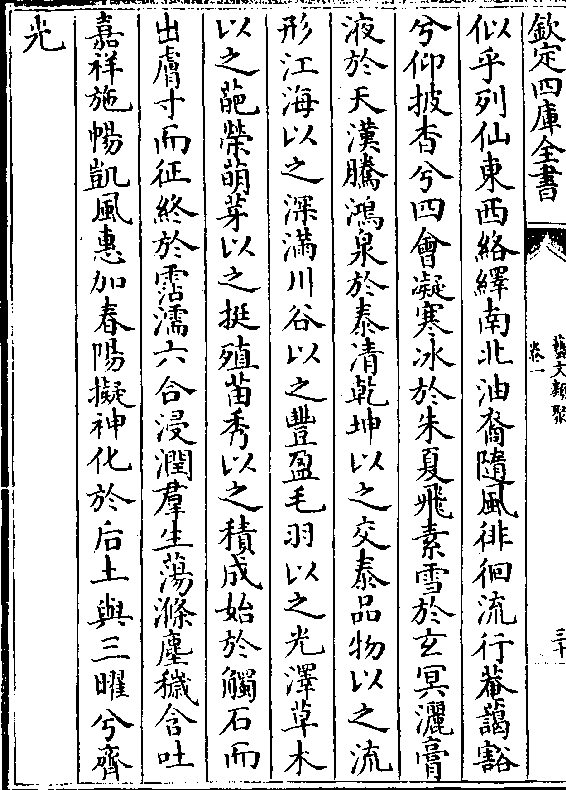 欽定四庫全書
藝文類聚
卷一
三十
似乎列仙東西絡繹南北油裔隨風徘徊流行菴藹豁
兮仰披杳兮四會凝寒冰於朱夏飛素雪於玄冥灑膏
液於天漢騰鴻泉於泰清乾坤以之交泰品物以之流
形江海以之深滿川谷以之豐盈毛羽以之光澤草木
以之葩榮萌芽以之挺殖苗秀以之積成始於觸石而
出膚寸而征終於霑濡六合浸潤羣生蕩滌塵穢含吐
嘉祥施暢凱風惠加春陽擬神化於后土與三曜兮齊
光